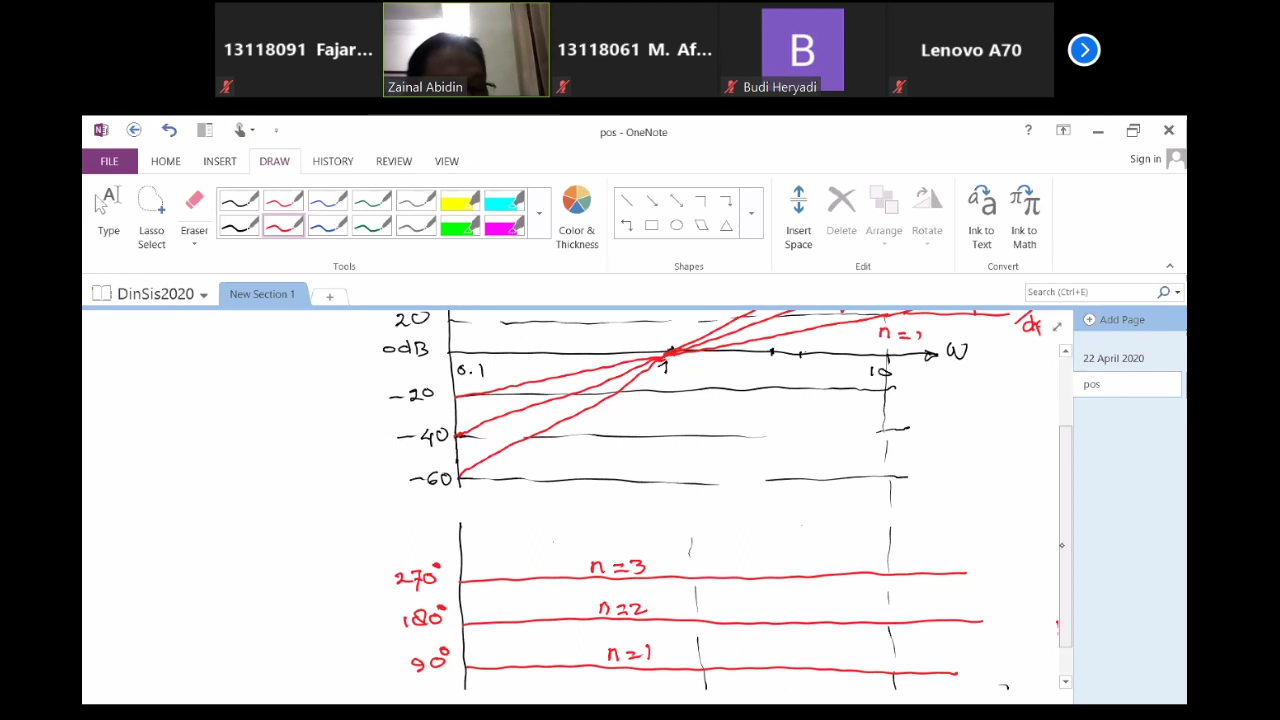 13118091 Fajar...
Zainal Abidin
13118061 M. Af...
B
Budi Heryadi
Lenovo A70
pos - OneNote
?
FILE
HOME
INSERT
DRAW
HISTORY
REVIEW
VIEW
Sign in
Type
Lasso Select
Eraser
Color & Thickness
Insert Space
Delete
Arrange
Rotate
Ink to Text
Ink to Math
Tools
Shapes
Edit
Convert
DinSis2020
New Section 1
Search (Ctrl+E)
Add Page
22 April 2020
pos
20
0dB
0.1
1
10
ω
n=
-20
-40
-60
270°
n=3
180°
n=2
90°
n=1